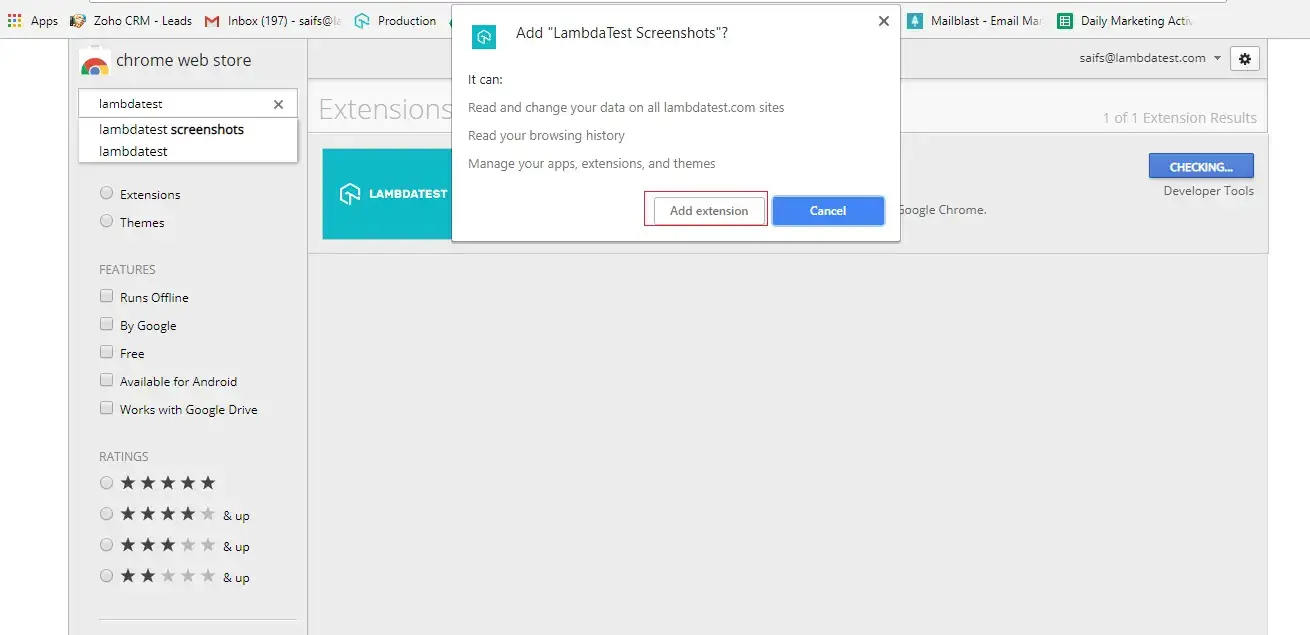 Apps Zoho CRM - Leads Inbox (197) - saifs@la Production Mailblast - Email Mar Daily Marketing Activ
chrome web store
saifs@lambdatest.com
lambdatest
lambdatest screenshots
lambdatest
Extensions
Themes
FEATURES
Runs Offline
By Google
Free
Available for Android
Works with Google Drive
RATINGS
& up
& up
& up
Extensions
1 of 1 Extension Results
LAMBDATEST
CHECKING...
Developer Tools
Google Chrome.
Add "LambdaTest Screenshots"?
It can:
Read and change your data on all lambdatest.com sites
Read your browsing history
Manage your apps, extensions, and themes
Add extension Cancel